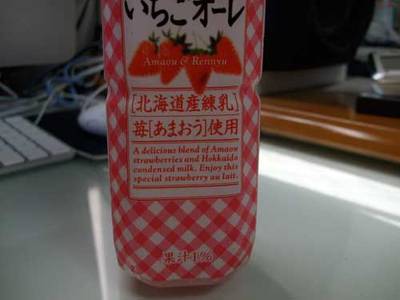 いちごオーレ
Amaou & Rennyu
[北海道産練乳]
苺[あまおう]使用
A delicious blend of Amaou
strawberries and Hokkaido
condensed milk. Enjoy this
special strawberry au lait.
果汁1%